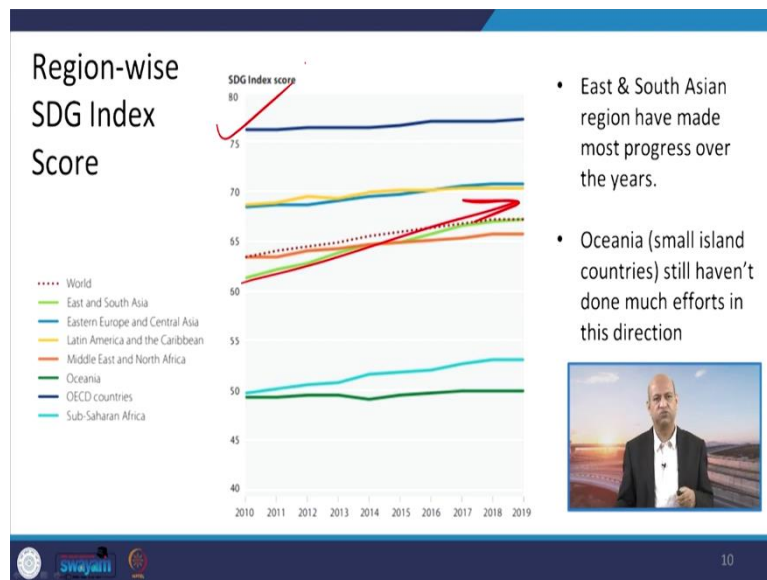 Region-wise
SDG Index
Score
SDG Index score
80
75
70
65
60
55
50
45
40
2010 2011 2012 2013 2014 2015 2016 2017 2018 2019
World
East and South Asia
Eastern Europe and Central Asia
Latin America and the Caribbean
Middle East and North Africa
Oceania
OECD countries
Sub-Saharan Africa
• East & South Asian
region have made
most progress over
the years.
• Oceania (small island
countries) still haven't
done much efforts in
this direction
swayam
10